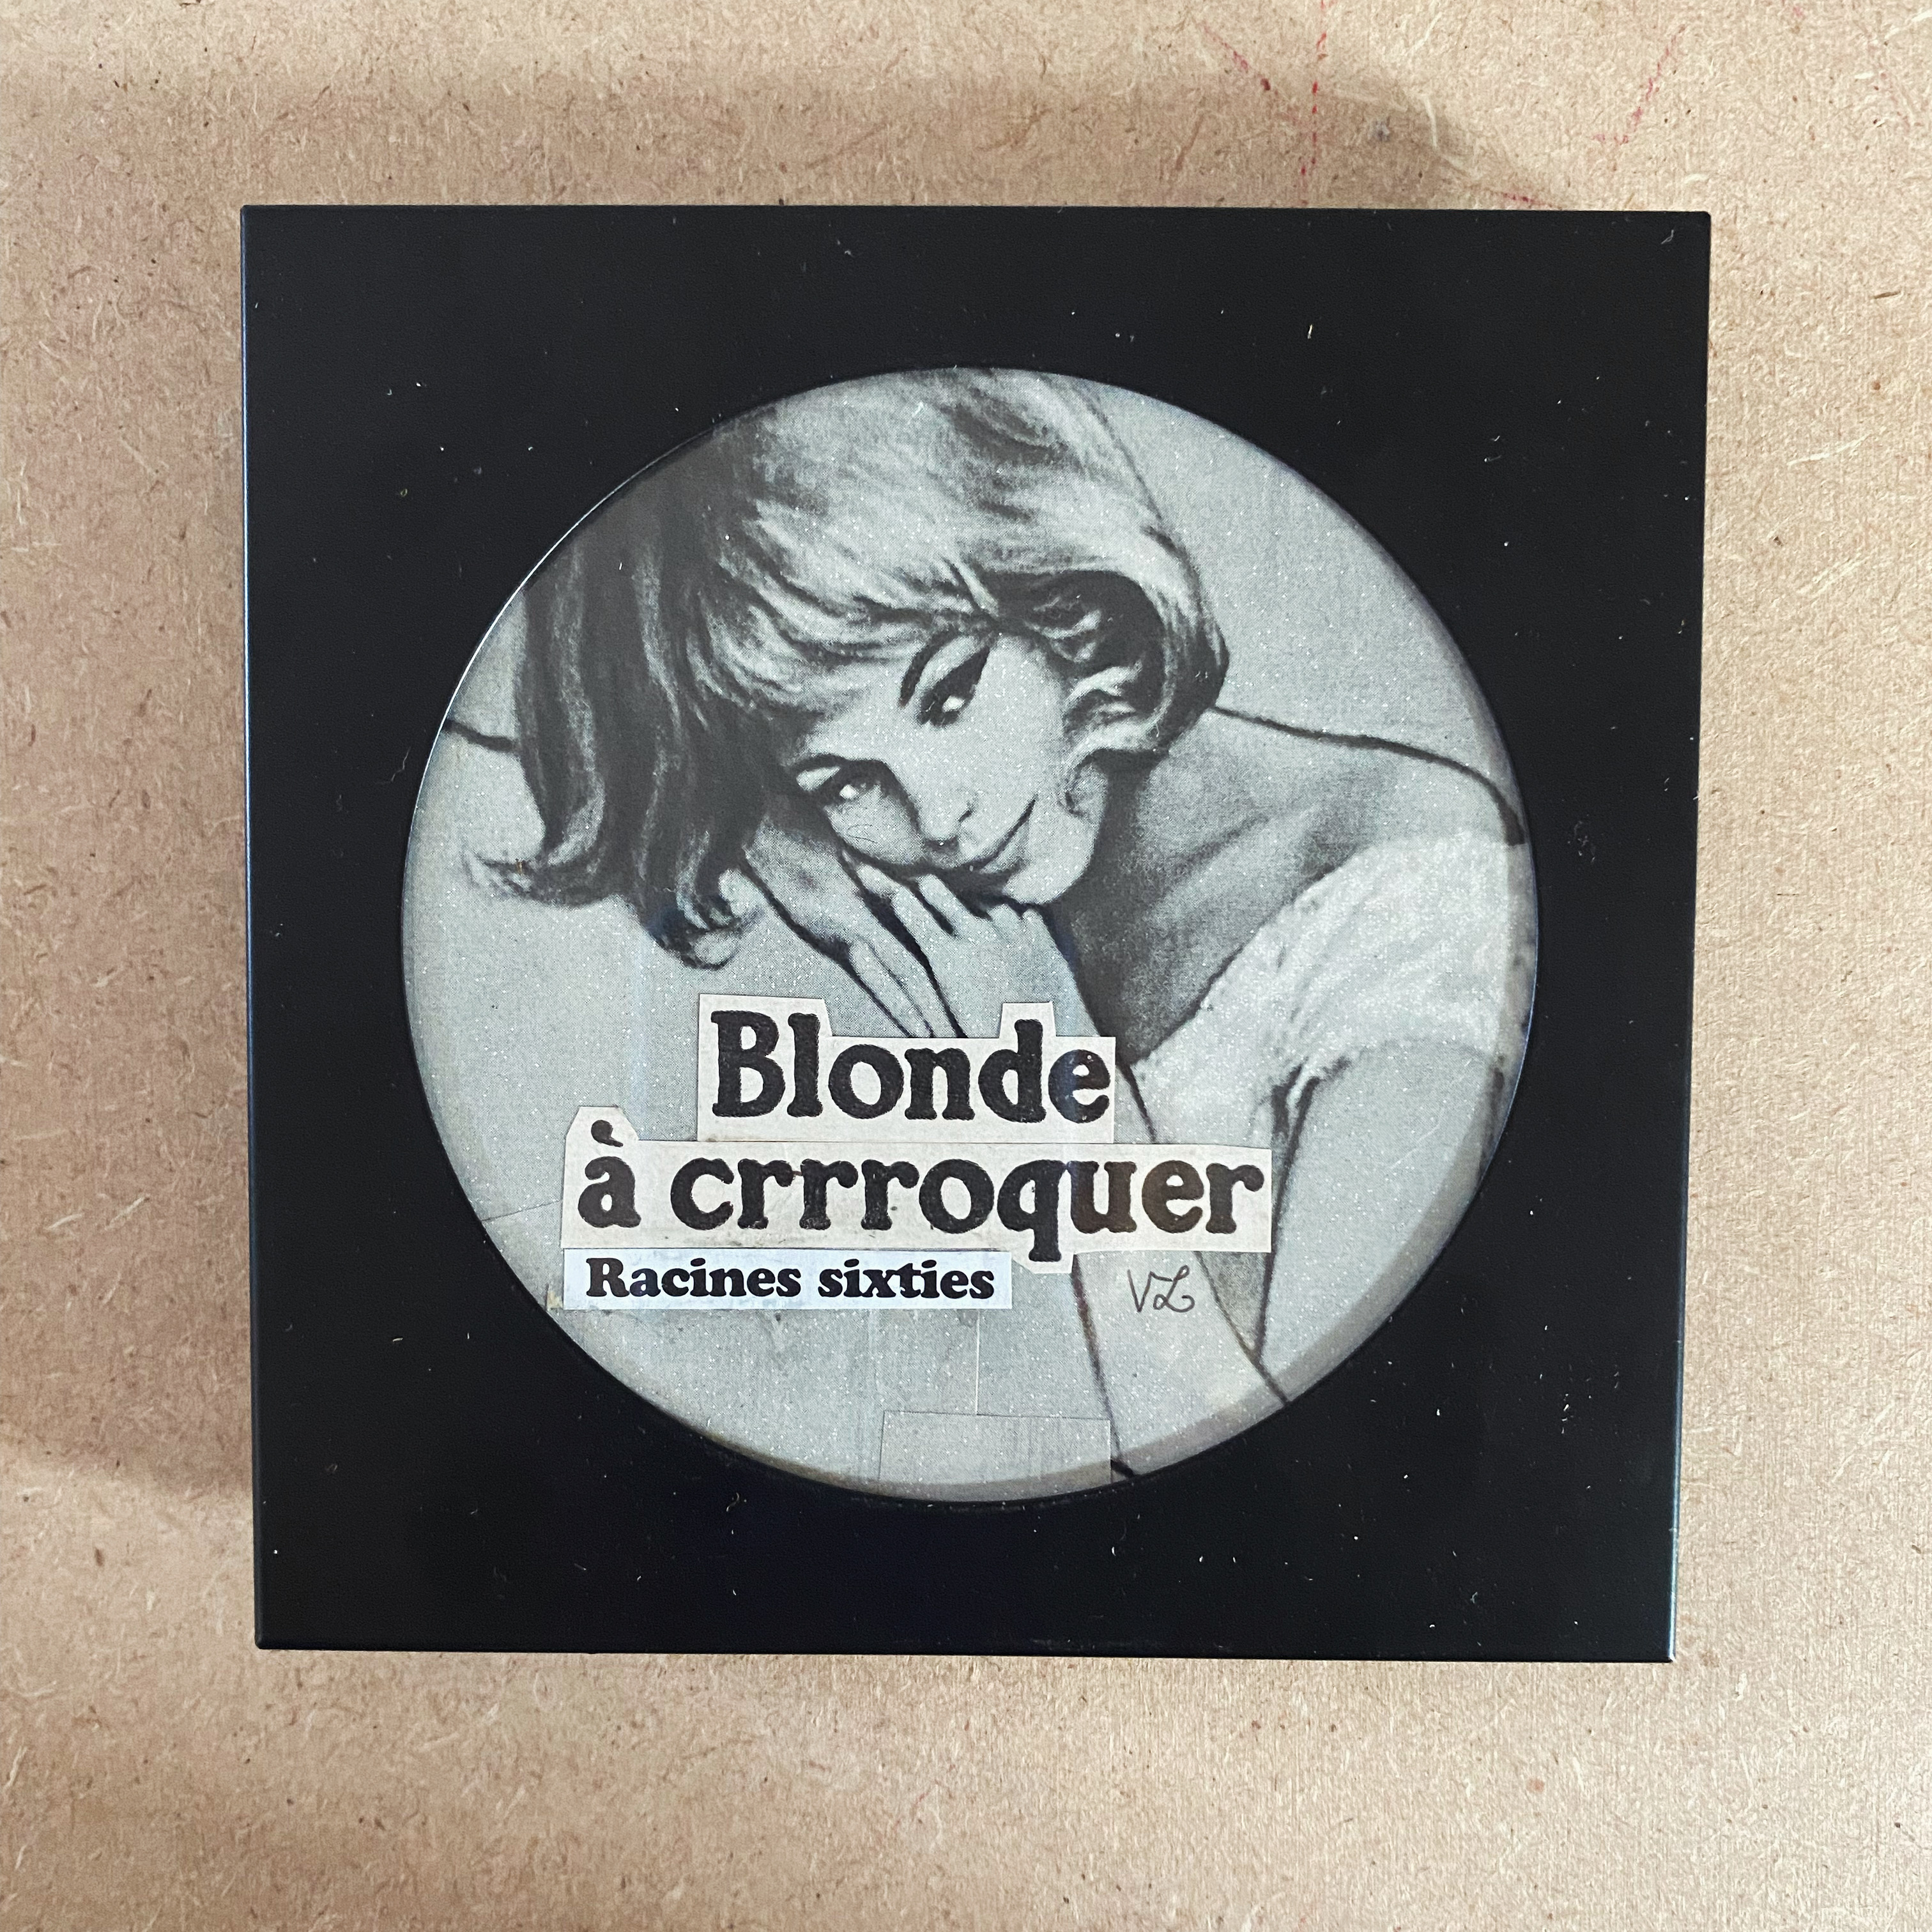 Blonde
à crrroquer
Racines sixties
VL